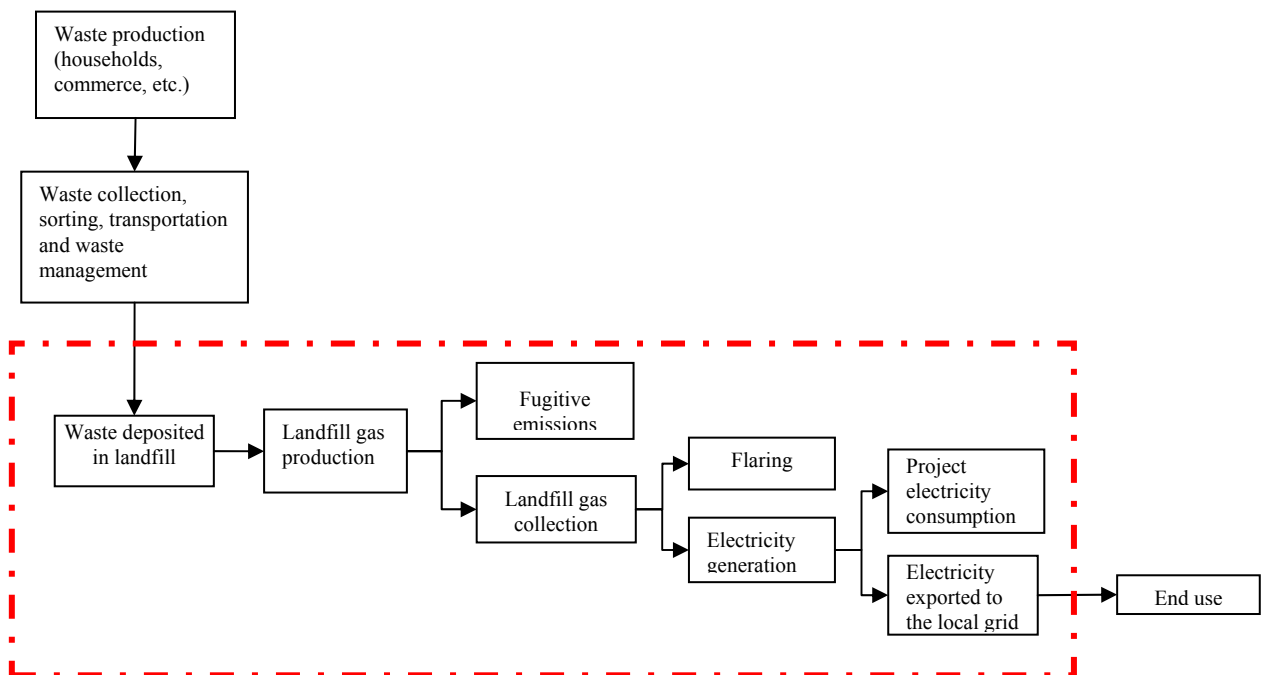 Waste production
(households,
commerce, etc.)
Waste collection,
sorting, transportation
and waste
management
Waste deposited
in landfill
Landfill gas
production
Fugitive
emissions
Landfill gas
collection
Flaring
Electricity
generation
Project
electricity
consumption
Electricity
exported to
the local grid
End use